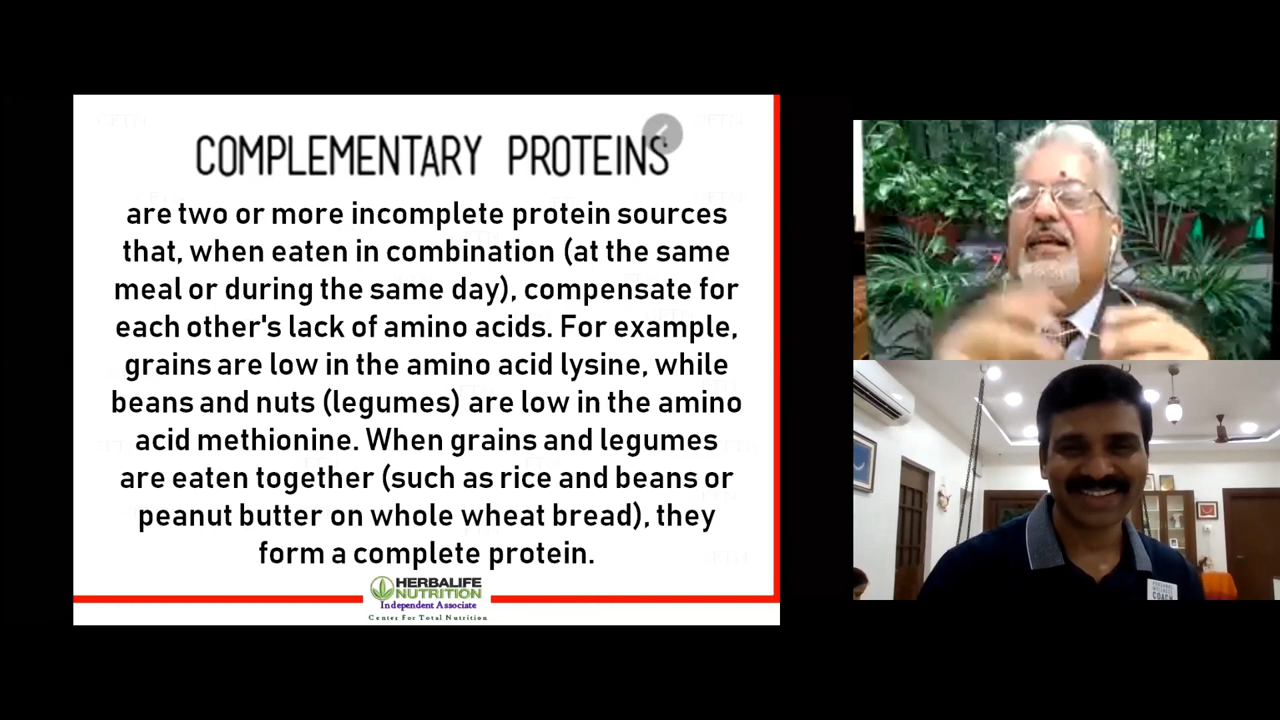 COMPLEMENTARY PROTEINS
are two or more incomplete protein sources
that, when eaten in combination (at the same
meal or during the same day), compensate for
each other's lack of amino acids. For example,
grains are low in the amino acid lysine, while
beans and nuts (legumes) are low in the amino
acid methionine. When grains and legumes
are eaten together (such as rice and beans or
peanut butter on whole wheat bread), they
form a complete protein.
HERBALIFE
NUTRITION
Independent Associate
Center For Total Nutrition
COACH